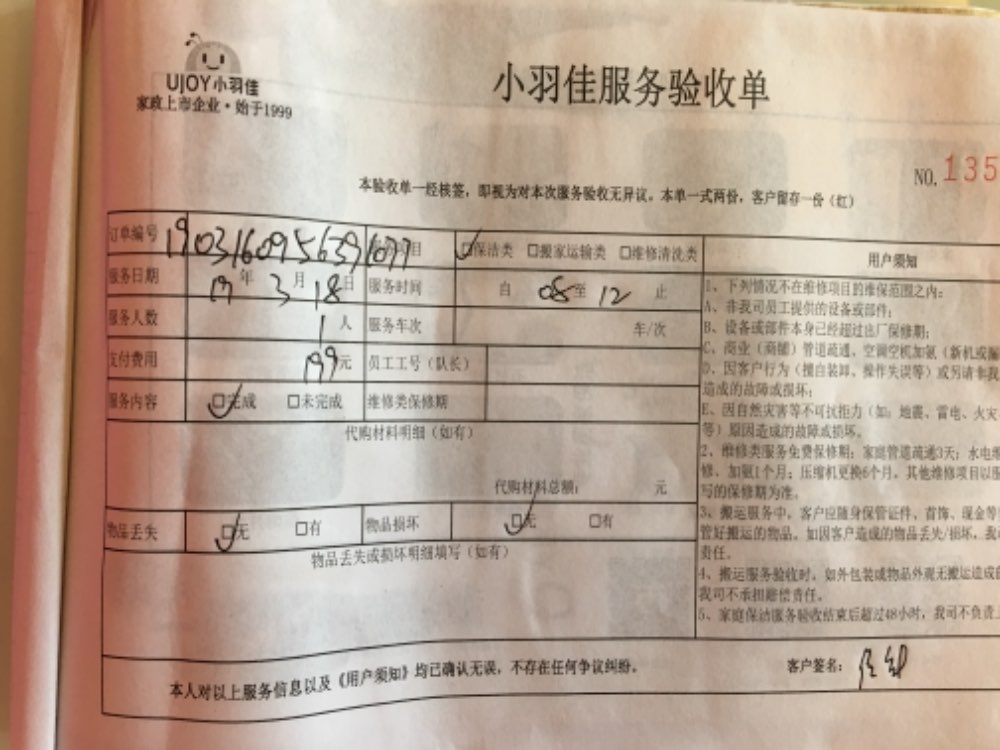 UJOY小羽佳
家政上市企业·始于1999
小羽佳服务验收单
NO. 135
本验收单一经核签，即视为对本次服务验收无异议。本单一式两份，客户留存一份（红）
订单编号 项目 ☑保洁类 □搬家运输类 □维修清洗类
服务日期 年 3月18日 服务时间 自 08 至 12 止
服务人数 1人 服务车次 车/次
支付费用 199元 员工工号（队长）
服务内容 ☑完成 □未完成 维修类保修期
代购材料明细（如有）
代购材料总额： 元
物品丢失 ☑无 □有 物品损坏 ☑无 □有
物品丢失或损坏明细填写（如有）
用户须知
1、下列情况不在维修项目的维保范围之内：
A、非我司员工提供的设备或部件；
B、设备或部件本身已经超过出厂保修期；
C、商业（商铺）管道疏通、空调空机加氨（新机或漏
D、因客户行为（擅自装卸、操作失误等）或另请非我
造成的故障或损坏；
E、因自然灾害等不可抗拒力（如：地震、雷电、火灾
等）原因造成的故障或损坏。
2、维修类服务免费保修期：家庭管道疏通3天；水电维
修、加氨1个月；压缩机更换6个月，其他维修项目以服
写的保修期为准。
3、搬运服务中，客户应随身保管证件、首饰、现金等
管好搬运的物品。如因客户造成的物品丢失/损坏，我
责任。
4、搬运服务验收时，如外包装或物品外观无搬运造成
我司不承担赔偿责任。
5、家庭保洁服务验收结束后超过48小时，我司不负责
本人对以上服务信息以及《用户须知》均已确认无误，不存在任何争议纠纷。 客户签名：